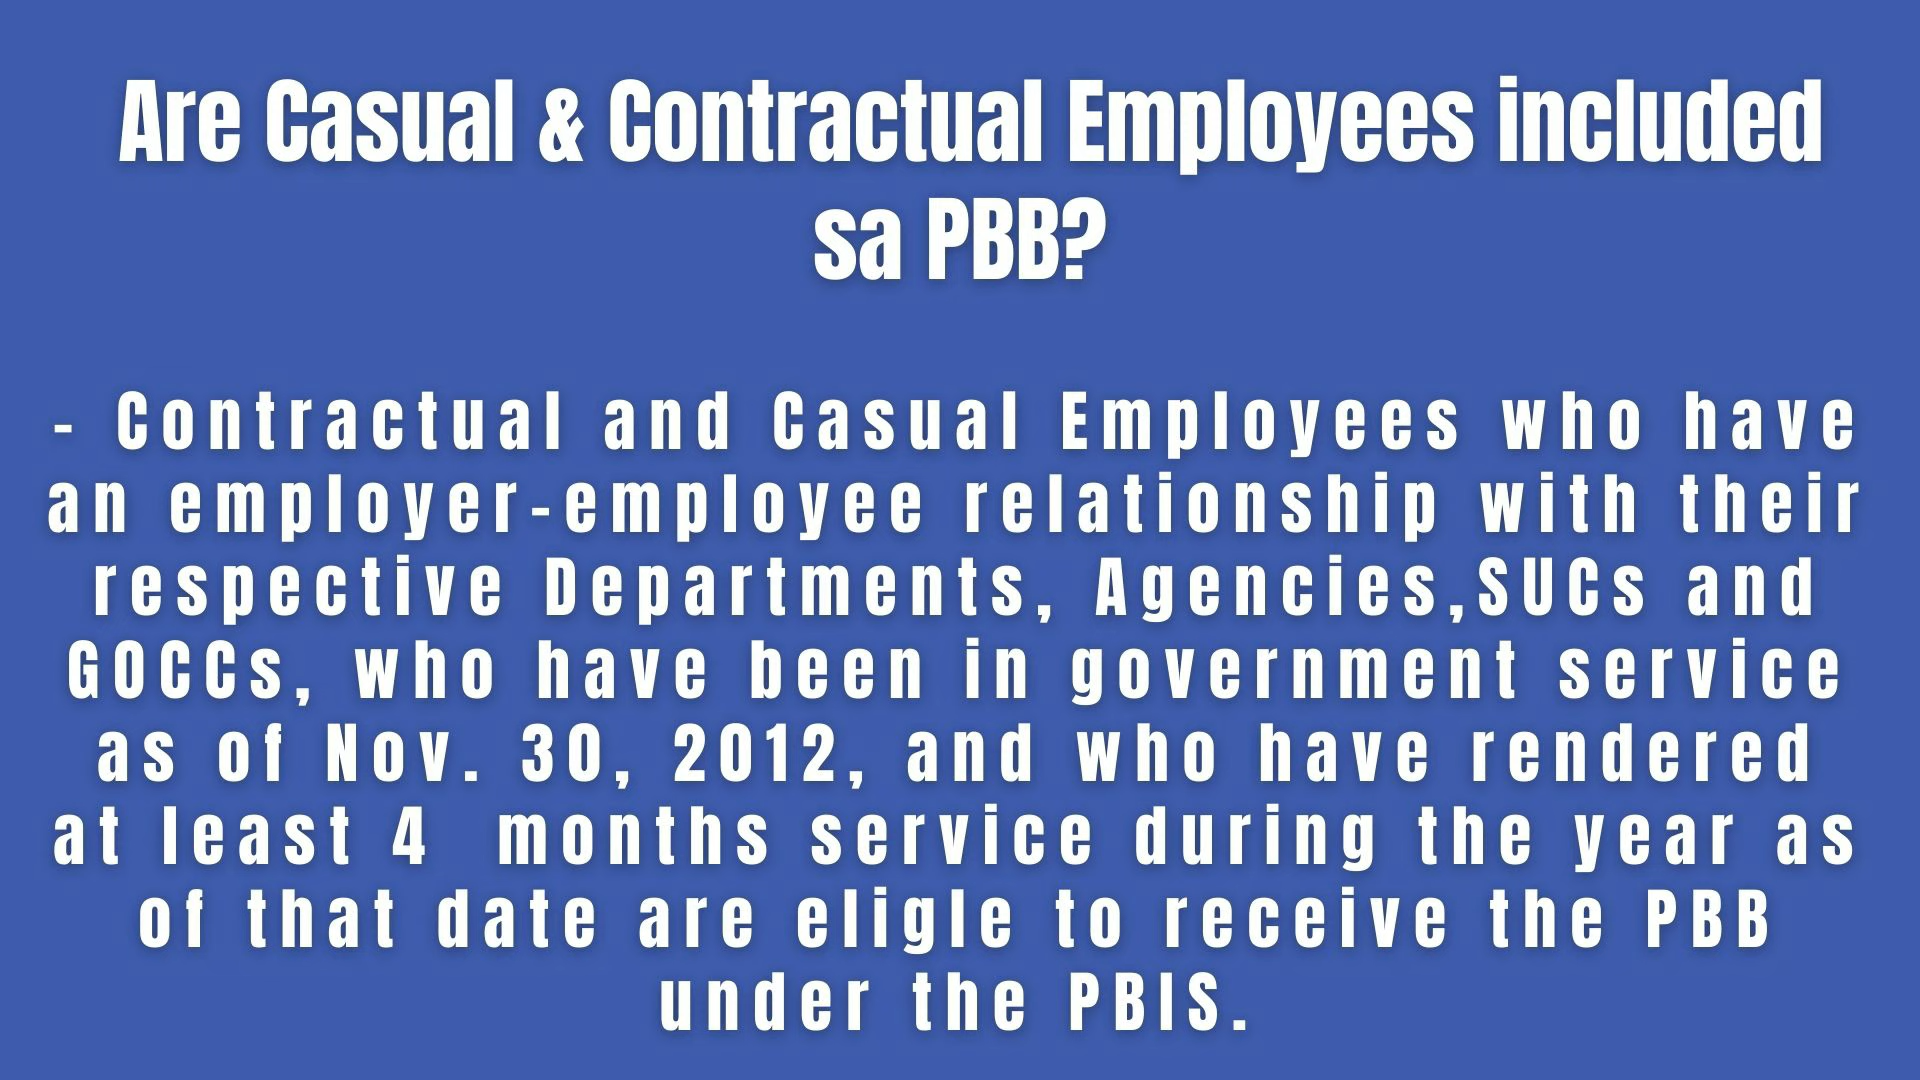 Are Casual & Contractual Employees included
sa PBB?
- Contractual and Casual Employees who have
an employer-employee relationship with their
respective Departments, Agencies,SUCs and
GOCCs, who have been in government service
as of Nov. 30, 2012, and who have rendered
at least 4 months service during the year as
of that date are eligle to receive the PBB
under the PBIS.